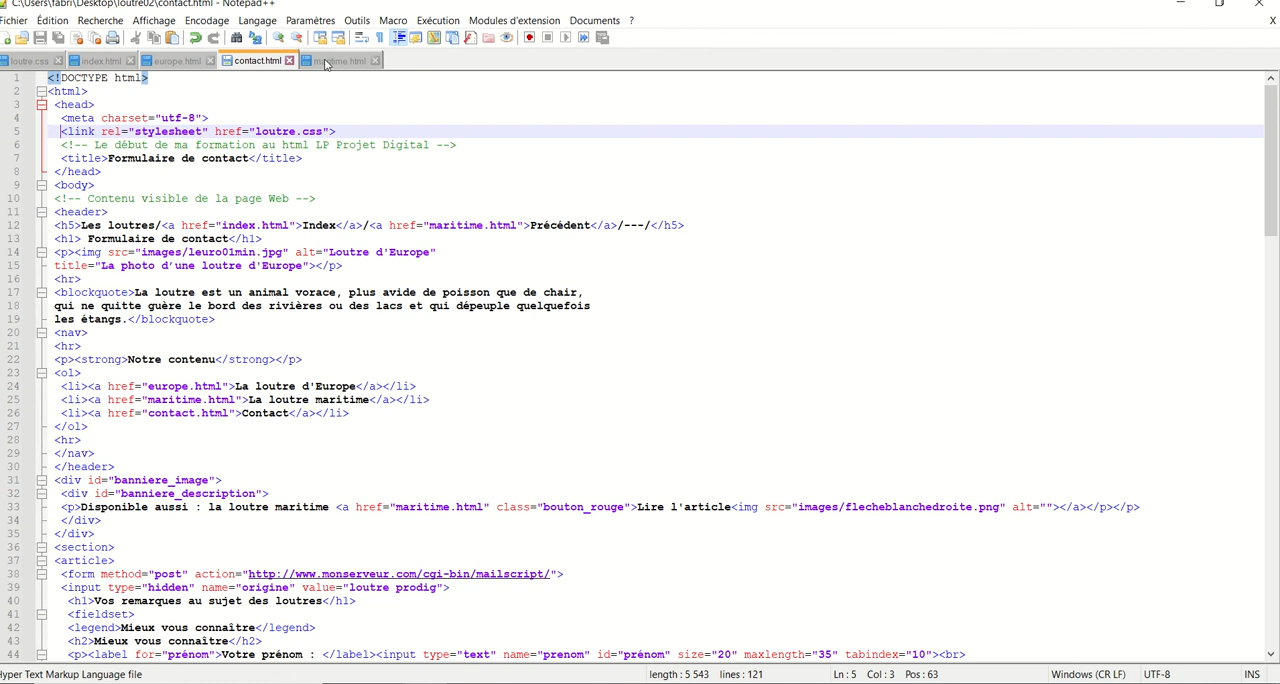 C:\Users\fabri\Desktop\loutre02\contact.html - Notepad++
Fichier Édition Recherche Affichage Encodage Langage Paramètres Outils Macro Exécution Modules d'extension Documents ? X
loutre.css index.html europe.html contact.html maritime.html
1 <!DOCTYPE html>
2 <html>
3 <head>
4 <meta charset="utf-8">
5 <link rel="stylesheet" href="loutre.css">
6 <!-- Le début de ma formation au html LP Projet Digital -->
7 <title>Formulaire de contact</title>
8 </head>
9 <body>
10 <!-- Contenu visible de la page Web -->
11 <header>
12 <h5>Les loutres/<a href="index.html">Index</a>/<a href="maritime.html">Précédent</a>/---/</h5>
13 <h1> Formulaire de contact</h1>
14 <p><img src="images/leuro01min.jpg" alt="Loutre d'Europe"
15 title="La photo d’une loutre d'Europe"></p>
16 <hr>
17 <blockquote>La loutre est un animal vorace, plus avide de poisson que de chair,
18 qui ne quitte guère le bord des rivières ou des lacs et qui dépeuple quelquefois
19 les étangs.</blockquote>
20 <nav>
21 <hr>
22 <p><strong>Notre contenu</strong></p>
23 <ol>
24 <li><a href="europe.html">La loutre d'Europe</a></li>
25 <li><a href="maritime.html">La loutre maritime</a></li>
26 <li><a href="contact.html">Contact</a></li>
27 </ol>
28 <hr>
29 </nav>
30 </header>
31 <div id="banniere_image">
32 <div id="banniere_description">
33 <p>Disponible aussi : la loutre maritime <a href="maritime.html" class="bouton_rouge">Lire l'article<img src="images/flecheblanchedroite.png" alt=""></a></p></p>
34 </div>
35 </div>
36 <section>
37 <article>
38 <form method="post" action="http://www.monserveur.com/cgi-bin/mailscript/">
39 <input type="hidden" name="origine" value="loutre prodig">
40 <h1>Vos remarques au sujet des loutres</h1>
41 <fieldset>
42 <legend>Mieux vous connaître</legend>
43 <h2>Mieux vous connaître</h2>
44 <p><label for="prénom">Votre prénom : </label><input type="text" name="prenom" id="prénom" size="20" maxlength="35" tabindex="10"><br>
Hyper Text Markup Language file length : 5 543 lines : 121 Ln : 5 Col : 3 Pos : 63 Windows (CR LF) UTF-8 INS